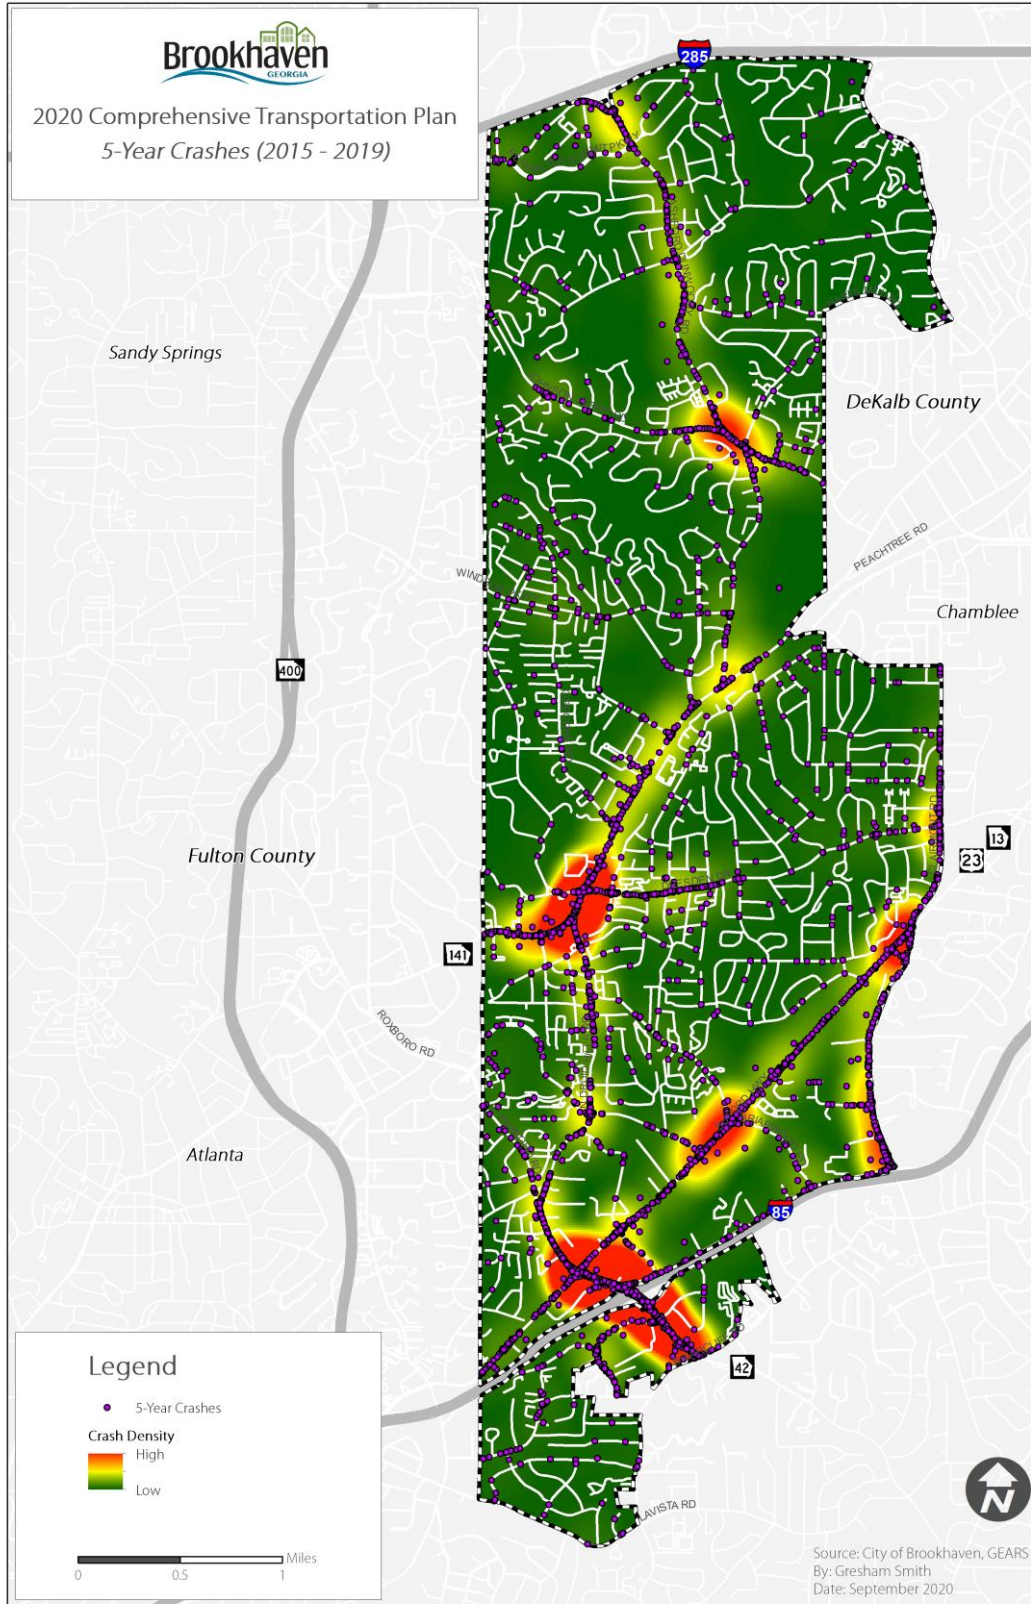 Brookhaven
GEORGIA
2020 Comprehensive Transportation Plan
5-Year Crashes (2015 - 2019)
285
Sandy Springs
DeKalb County
PEACHTREE RD
Chamblee
400
13
23
Fulton County
141
ROXBORO RD
Atlanta
85
42
Legend
5-Year Crashes
Crash Density
High
Low
Miles
0 0.5 1
LAVISTA RD
N
Source: City of Brookhaven, GEARS
By: Gresham Smith
Date: September 2020